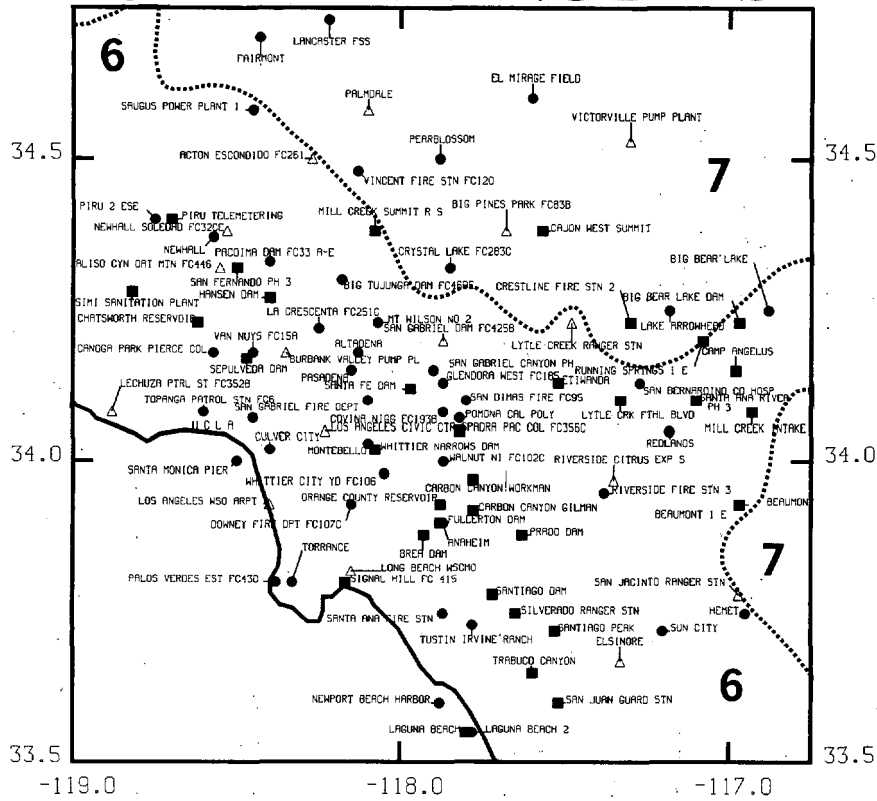 LANCASTER FSS
6
FAIRMONT
EL MIRAGE FIELD
PALMDALE
SAUGUS POWER PLANT 1
VICTORVILLE PUMP PLANT
PEARBLOSSOM
34.5
ACTON ESCONDIDO FC261
34.5
7
VINCENT FIRE STN FC120
BIG PINES PARK FC83B
PIRU 2 ESE
PIRU TELEMETERING
MILL CREEK SUMMIT R S
NEWHALL SOLEDAD FC32CE
CAJON WEST SUMMIT
NEWHALL
PACOIMA DAM FC33 A-E
CRYSTAL LAKE FC283C
BIG BEAR LAKE
ALISO CYN OAT MTN FC446
SAN FERNANDO PH 3
BIG TUJUNGA DAM FC46DE
CRESTLINE FIRE STN 2
SIMI SANITATION PLANT
HANSEN DAM
BIG BEAR LAKE DAM
CHATSWORTH RESERVOIR
LA CRESCENTA FC251C
MT WILSON NO 2
SAN GABRIEL DAM FC425B
LAKE ARROWHEAD
VAN NUYS FC15A
ALTADENA
LYTLE CREEK RANGER STN
CANOGA PARK PIERCE COL
BURBANK VALLEY PUMP PL
CAMP ANGELUS
SEPULVEDA DAM
PASADENA
SAN GABRIEL CANYON PH
RUNNING SPRINGS 1 E
LECHUZA PTRL ST FC352B
SANTA FE DAM
GLENDORA WEST FC185
ETIWANDA
SAN BERNARDINO CO HOSP
TOPANGA PATROL STN FC6
SAN DIMAS FIRE FC95
SANTA ANA RIVER PH 3
SAN GABRIEL FIRE DEPT
COVINA NIGG FC193B
POMONA CAL POLY
LYTLE CRK FTHL BLVD
U C L A
LOS ANGELES CIVIC CTR
SPADRA PAC COL FC356C
MILL CREEK INTAKE
CULVER CITY
REDLANDS
MONTEBELLO
WHITTIER NARROWS DAM
34.0
SANTA MONICA PIER
WALNUT NI FC102C
RIVERSIDE CITRUS EXP S
34.0
WHITTIER CITY YD FC106
CARBON CANYON WORKMAN
RIVERSIDE FIRE STN 3
LOS ANGELES WSO ARPT
ORANGE COUNTY RESERVOIR
CARBON CANYON GILMAN
BEAUMONT
DOWNEY FIRE DPT FC107C
FULLERTON DAM
BEAUMONT 1 E
ANAHEIM
PRADO DAM
TORRANCE
BREA DAM
7
LONG BEACH WSCMO
PALOS VERDES EST FC43D
SIGNAL HILL FC 415
SAN JACINTO RANGER STN
SANTIAGO DAM
SANTA ANA FIRE STN
SILVERADO RANGER STN
HEMET
TUSTIN IRVINE RANCH
SANTIAGO PEAK
SUN CITY
ELSINORE
TRABUCO CANYON
6
NEWPORT BEACH HARBOR
SAN JUAN GUARD STN
LAGUNA BEACH
LAGUNA BEACH 2
33.5
33.5
-119.0
-118.0
-117.0